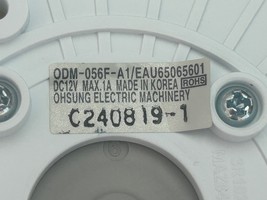 ODM-056F-A1/EAU65065601
DC12V MAX.1A MADE IN KOREA ROHS
OHSUNG ELECTRIC MACHINERY
C240819-1